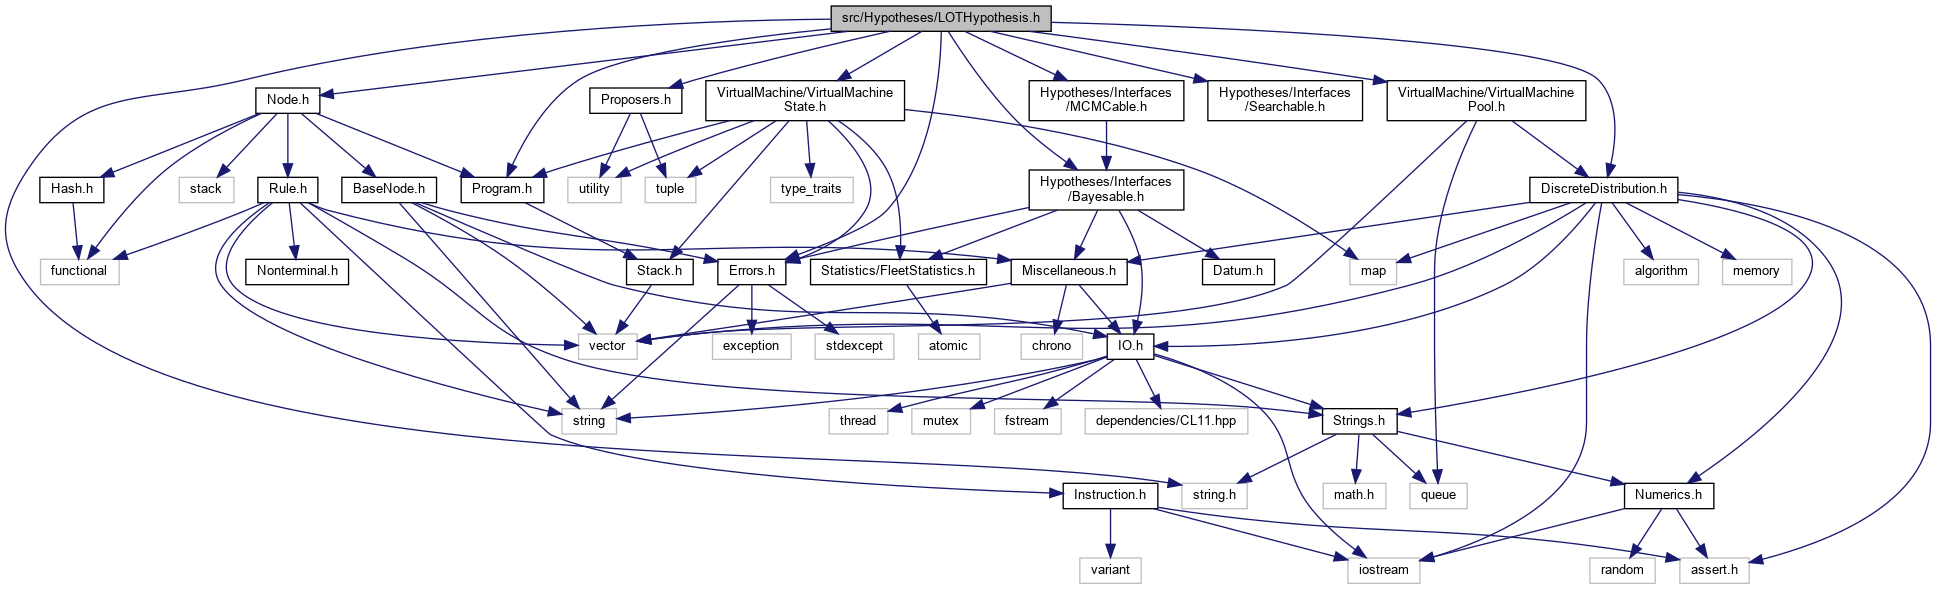 src/Hypotheses/LOTHypothesis.h
Node.h
Proposers.h
VirtualMachine/VirtualMachine
State.h
Hypotheses/Interfaces
/MCMCable.h
Hypotheses/Interfaces
/Searchable.h
VirtualMachine/VirtualMachine
Pool.h
Hash.h
stack
Rule.h
BaseNode.h
Program.h
utility
tuple
type_traits
Hypotheses/Interfaces
/Bayesable.h
DiscreteDistribution.h
functional
Nonterminal.h
Stack.h
Errors.h
Statistics/FleetStatistics.h
Miscellaneous.h
Datum.h
map
algorithm
memory
vector
exception
stdexcept
atomic
chrono
IO.h
string
thread
mutex
fstream
dependencies/CL11.hpp
Strings.h
Instruction.h
string.h
math.h
queue
Numerics.h
variant
iostream
random
assert.h